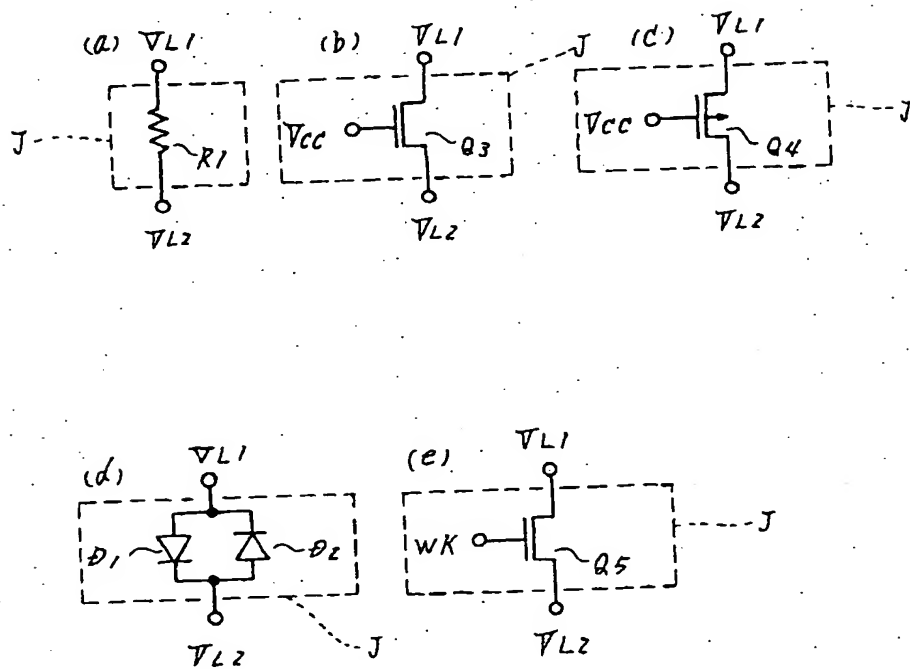 (a) VL1
J
R1
VL2
(b) VL1
J
VCC
Q3
VL2
(c) VL1
J
VCC
Q4
VL2
(d) VL1
D1
D2
J
VL2
(e) VL1
J
WK
Q5
VL2